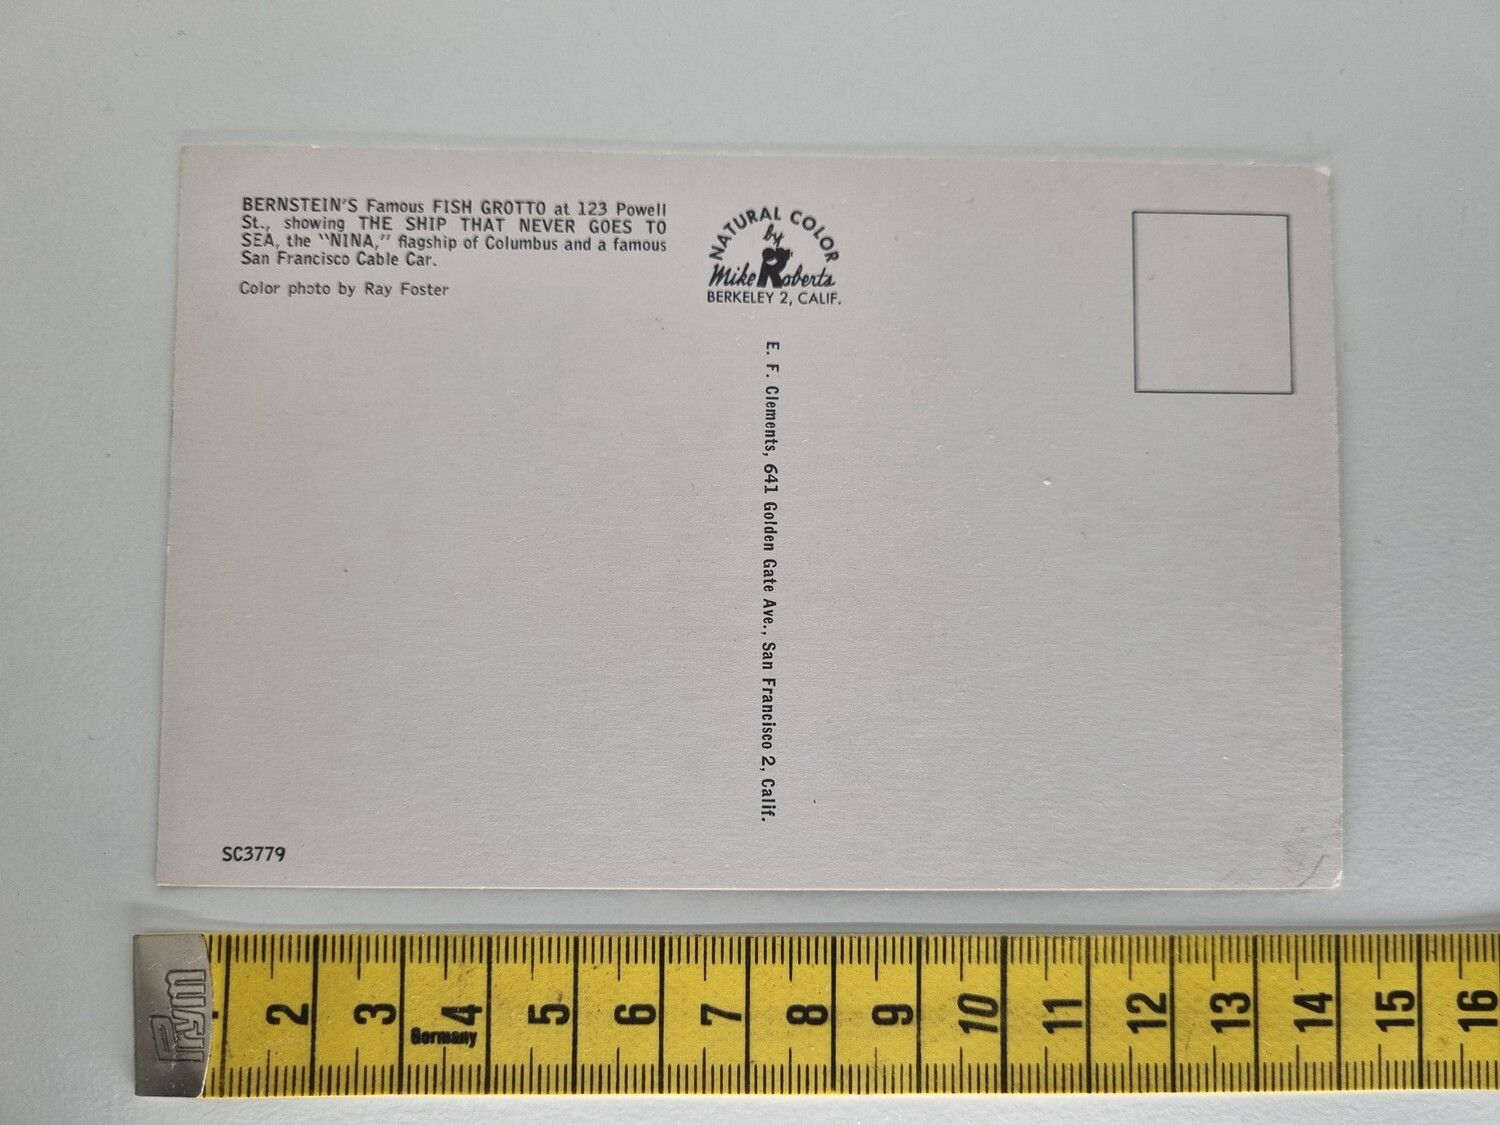 BERNSTEIN'S Famous FISH GROTTO at 123 Powell
St., showing THE SHIP THAT NEVER GOES TO
SEA, the "NINA," flagship of Columbus and a famous
San Francisco Cable Car.
Color photo by Ray Foster
NATURAL COLOR
by
Mike Roberts
BERKELEY 2, CALIF.
E. F. Clements, 641 Golden Gate Ave., San Francisco 2, Calif.
SC3779
Prym
2 3 4 5 6 7 8 9 10 11 12 13 14 15 16
Germany